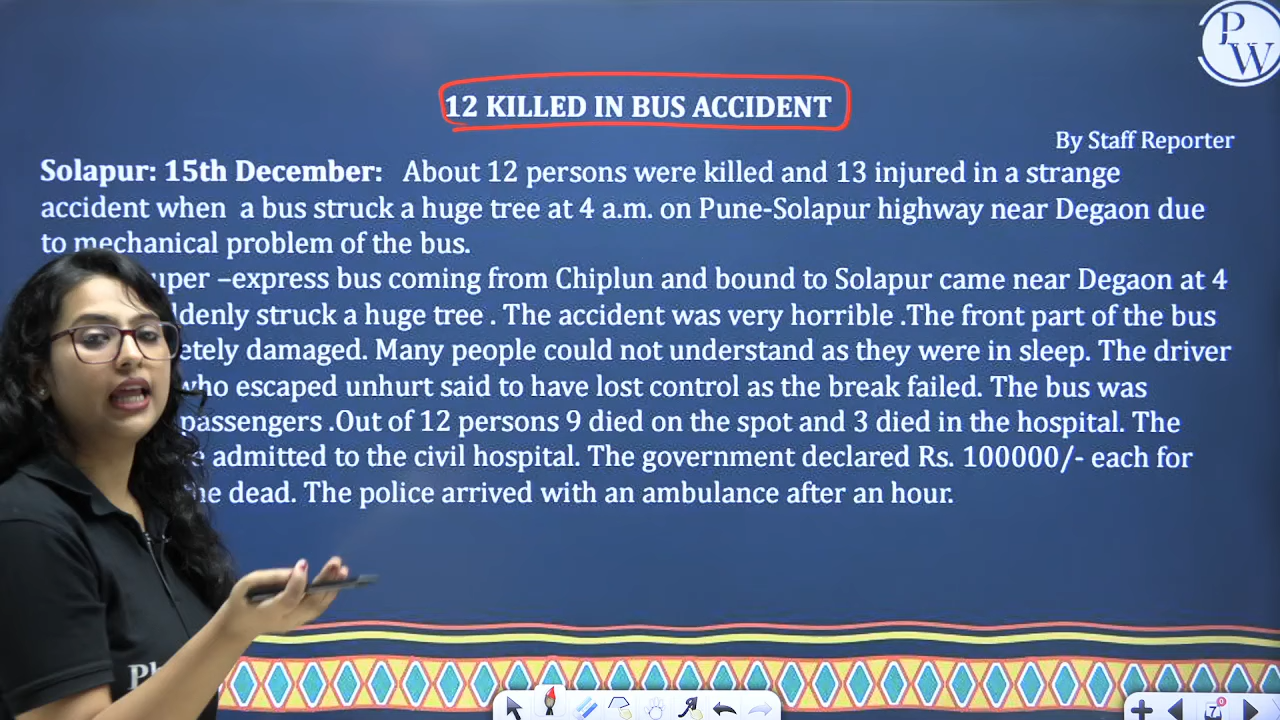 P
W
12 KILLED IN BUS ACCIDENT
By Staff Reporter
Solapur: 15th December: About 12 persons were killed and 13 injured in a strange
accident when a bus struck a huge tree at 4 a.m. on Pune-Solapur highway near Degaon due
to mechanical problem of the bus.
–express bus coming from Chiplun and bound to Solapur came near Degaon at 4
struck a huge tree . The accident was very horrible .The front part of the bus
damaged. Many people could not understand as they were in sleep. The driver
who escaped unhurt said to have lost control as the break failed. The bus was
passengers .Out of 12 persons 9 died on the spot and 3 died in the hospital. The
admitted to the civil hospital. The government declared Rs. 100000/- each for
dead. The police arrived with an ambulance after an hour.
7